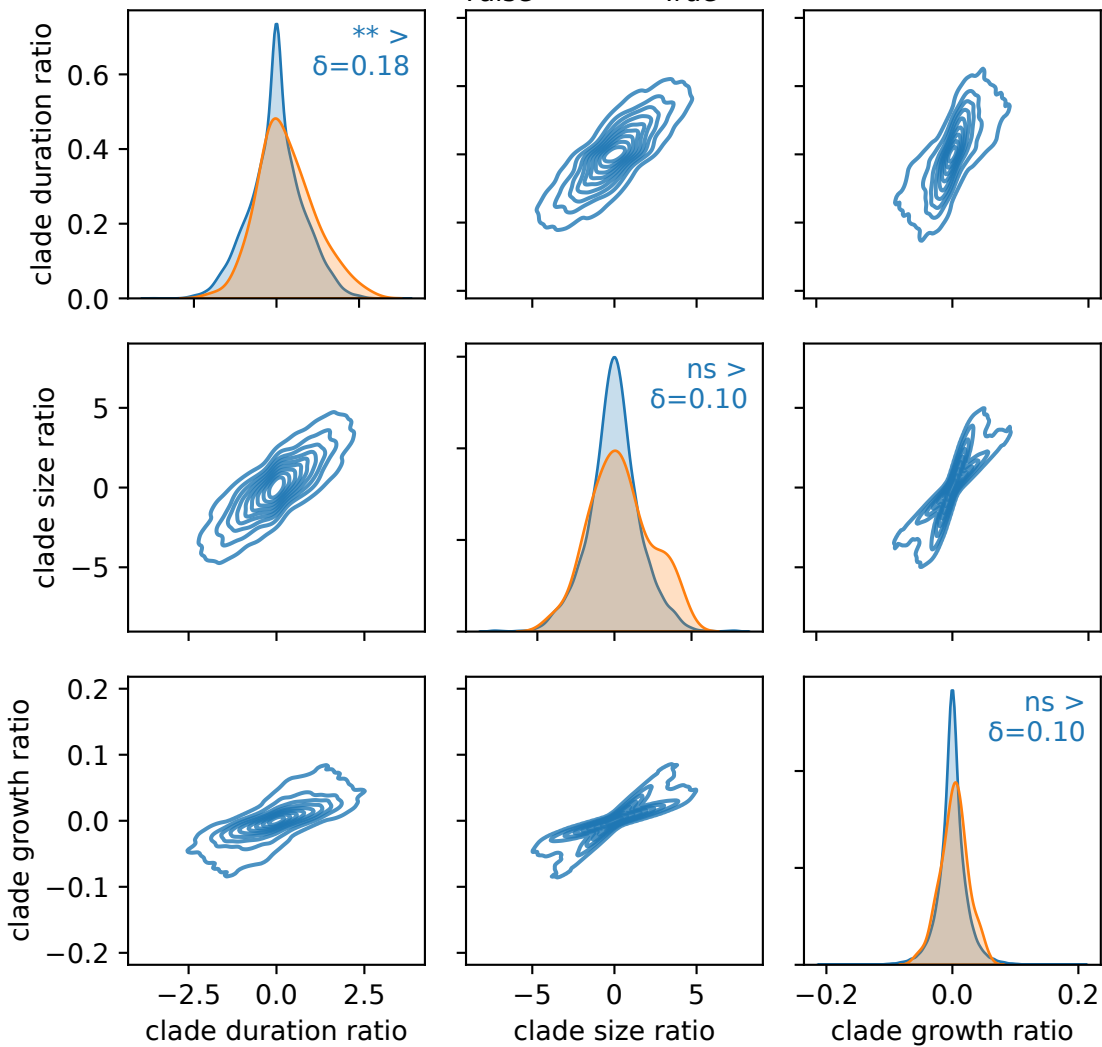 clade duration ratio
0.6
0.4
0.2
0.0
** >
δ=0.18
clade size ratio
5
0
−5
ns >
δ=0.10
clade growth ratio
0.2
0.1
0.0
−0.1
−0.2
ns >
δ=0.10
−2.5 0.0 2.5
clade duration ratio
−5 0 5
clade size ratio
−0.2 0.0 0.2
clade growth ratio